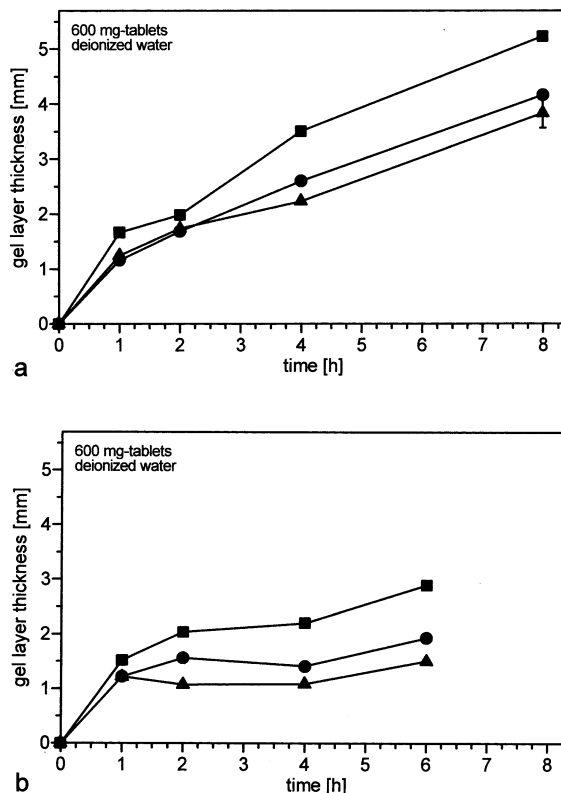 600 mg-tablets
deionized water
gel layer thickness [mm]
5
4
3
2
1
0
0 1 2 3 4 5 6 7 8
time [h]
a
600 mg-tablets
deionized water
gel layer thickness [mm]
5
4
3
2
1
0
0 1 2 3 4 5 6 7 8
time [h]
b